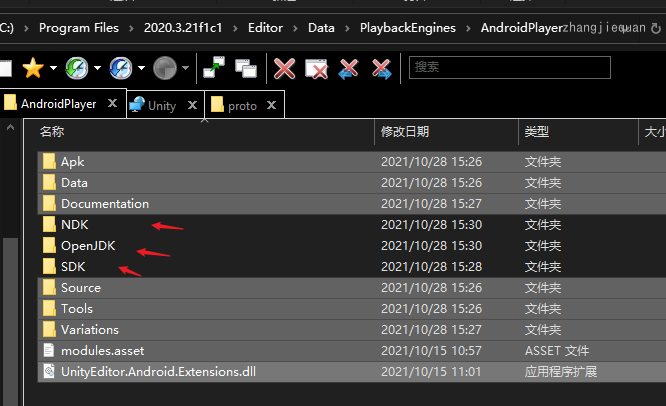 C:) › Program Files › 2020.3.21f1c1 › Editor › Data › PlaybackEngines › AndroidPlayer
zhangjiequan
搜索
AndroidPlayer Unity proto
名称 修改日期 类型 大小
Apk 2021/10/28 15:26 文件夹
Data 2021/10/28 15:26 文件夹
Documentation 2021/10/28 15:27 文件夹
NDK 2021/10/28 15:30 文件夹
OpenJDK 2021/10/28 15:30 文件夹
SDK 2021/10/28 15:28 文件夹
Source 2021/10/28 15:26 文件夹
Tools 2021/10/28 15:26 文件夹
Variations 2021/10/28 15:27 文件夹
modules.asset 2021/10/15 10:57 ASSET 文件
UnityEditor.Android.Extensions.dll 2021/10/15 11:01 应用程序扩展